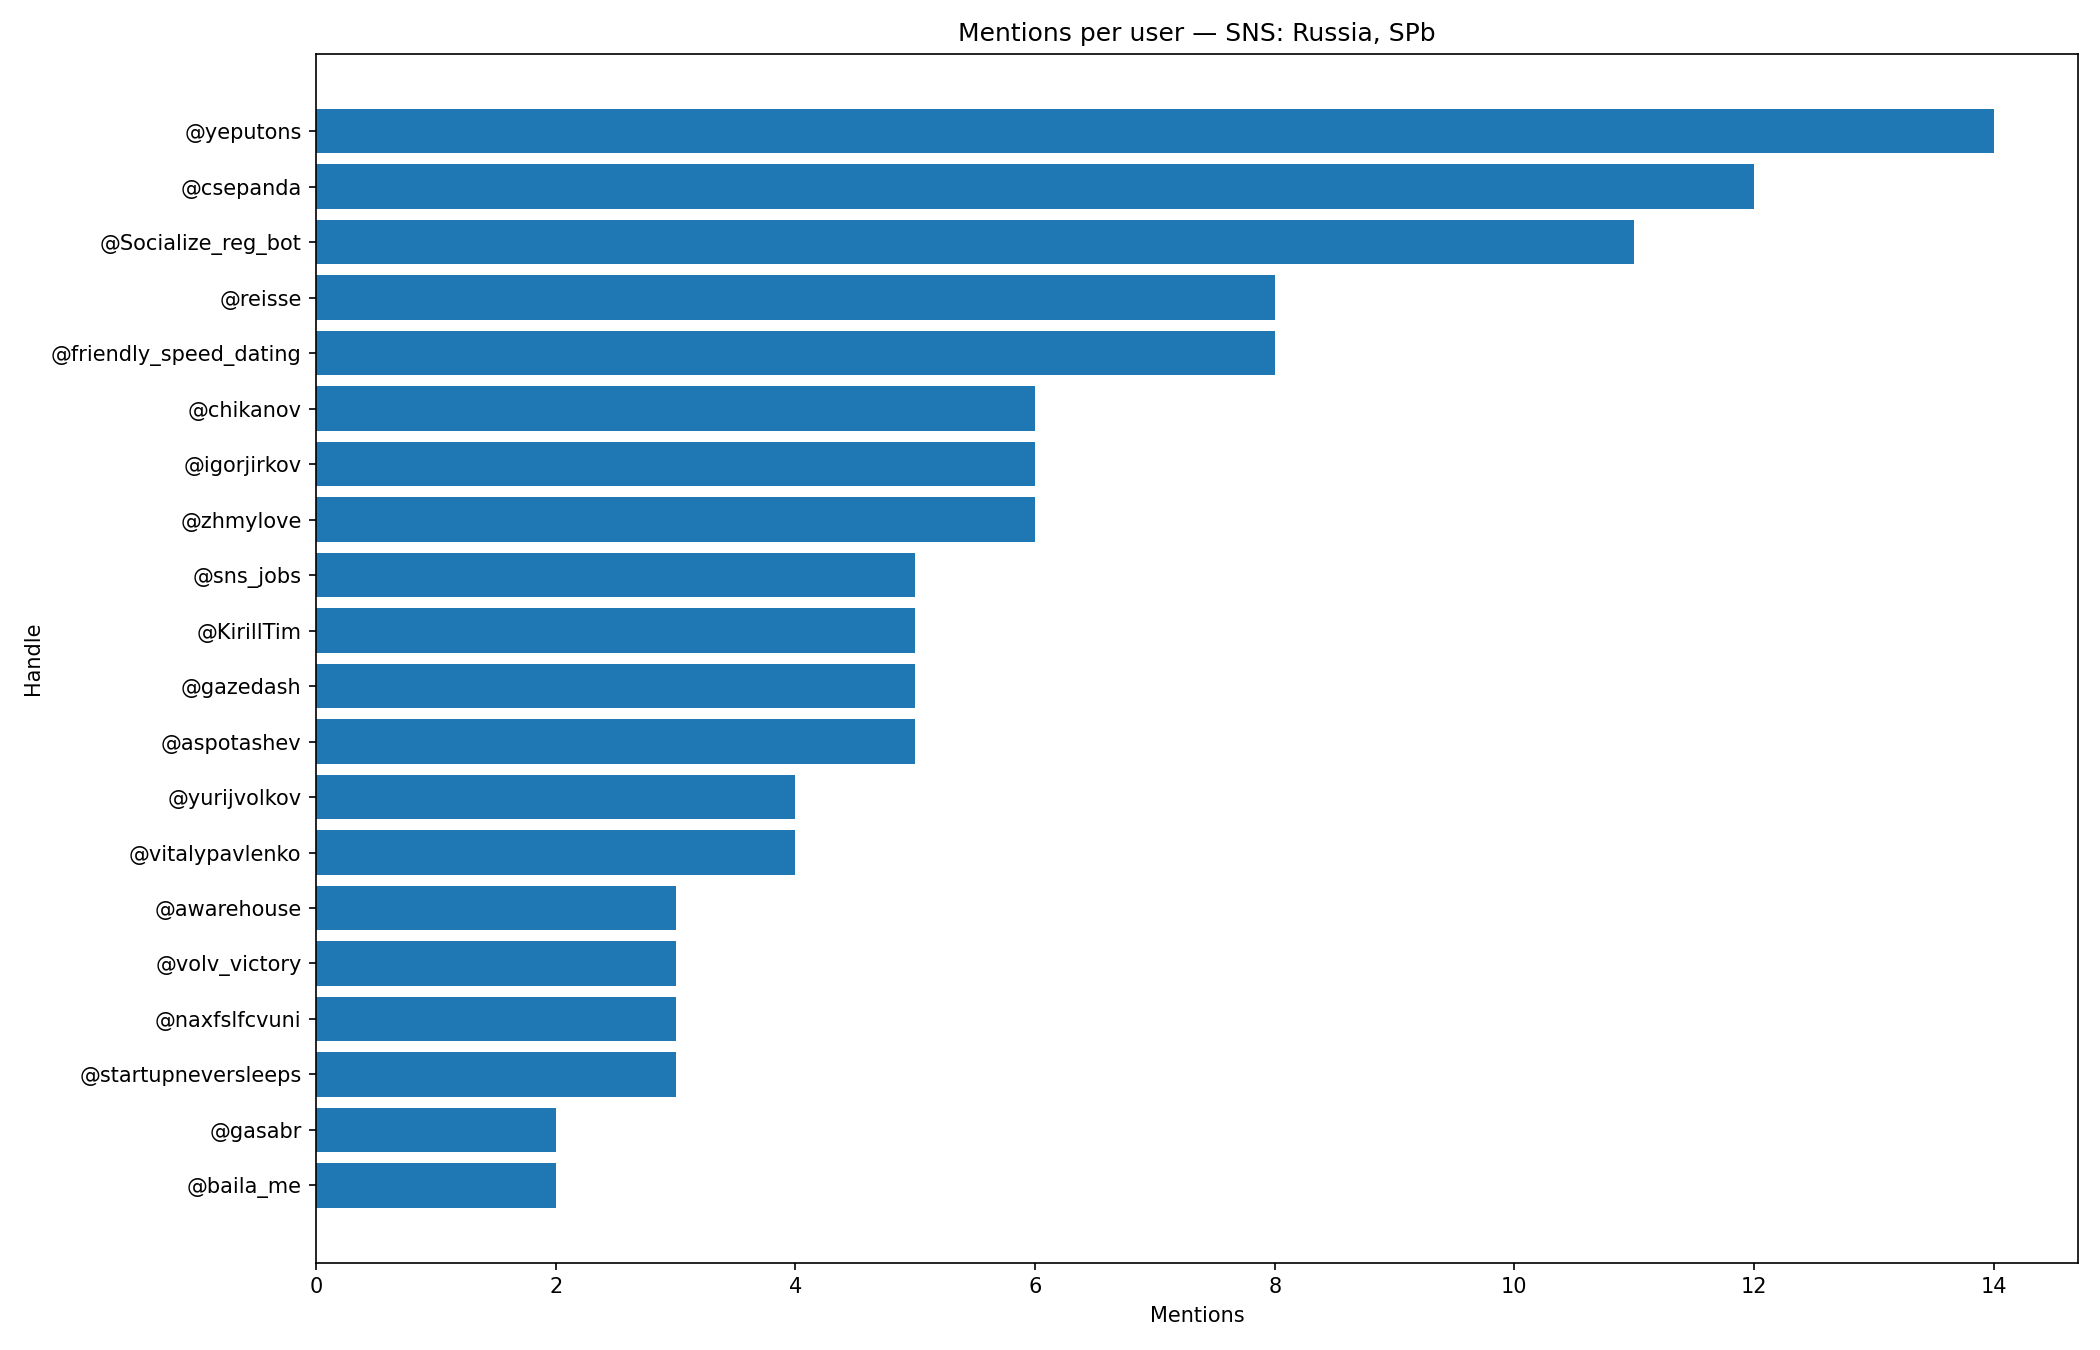 Mentions per user — SNS: Russia, SPb
@yeputons
@csepanda
@Socialize_reg_bot
@reisse
@friendly_speed_dating
@chikanov
@igorjirkov
@zhmylove
@sns_jobs
@KirillTim
@gazedash
@aspotashev
@yurijvolkov
@vitalypavlenko
@awarehouse
@volv_victory
@naxfslfcvuni
@startupneversleeps
@gasabr
@baila_me
Handle
0 2 4 6 8 10 12 14
Mentions